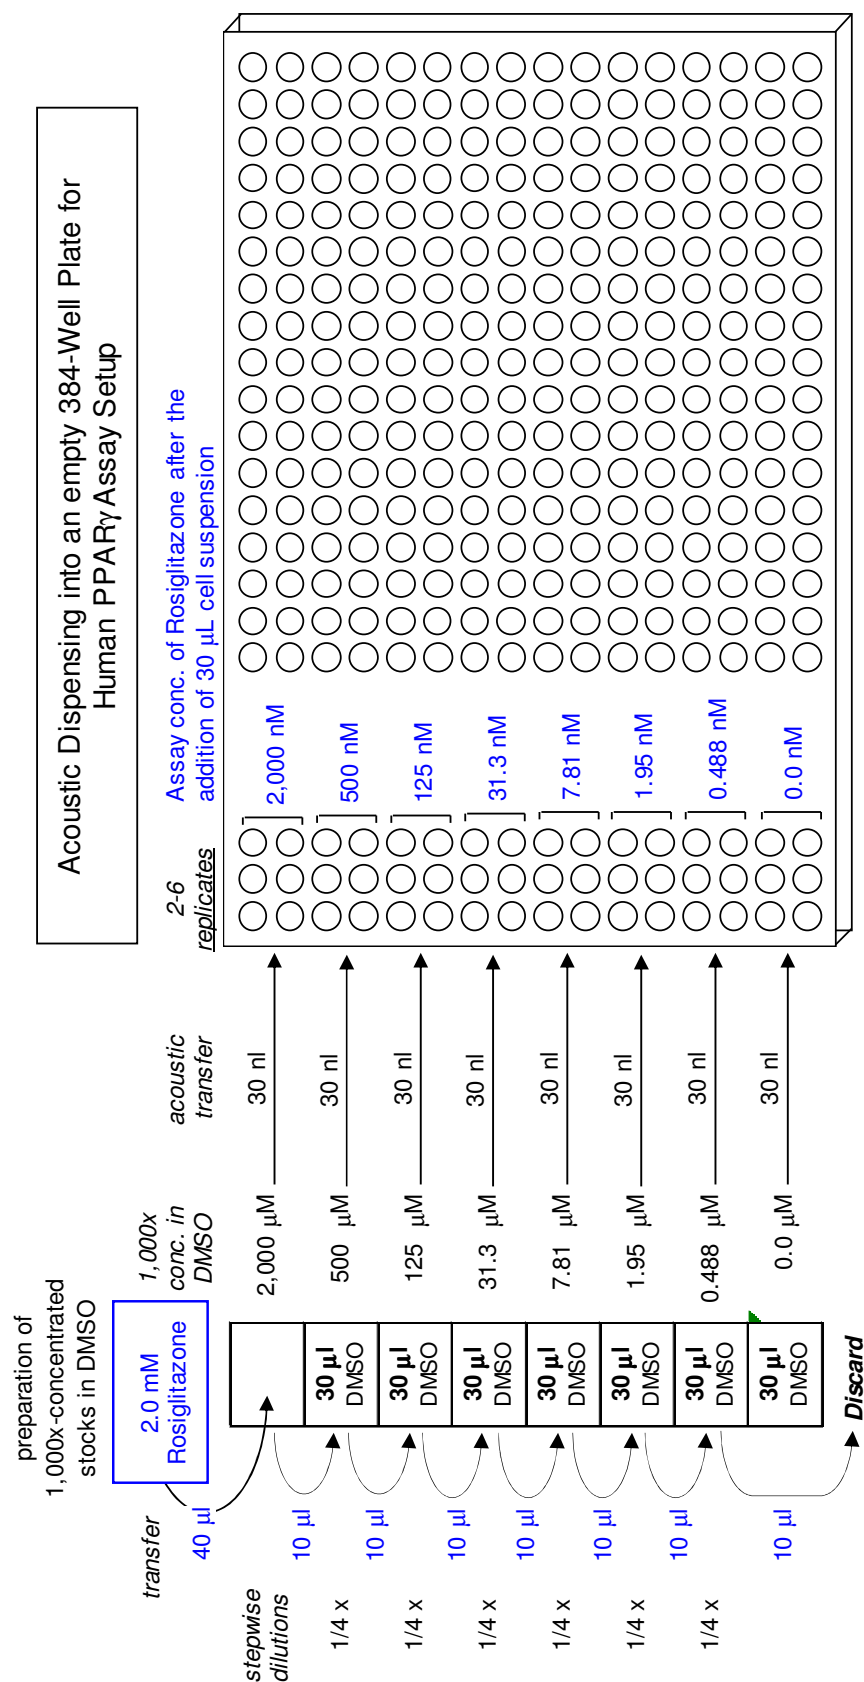 Acoustic Dispensing into an empty 384-Well Plate for
Human PPARγ Assay Setup
preparation of
1,000x-concentrated
stocks in DMSO
transfer
2.0 mM
Rosiglitazone
40 µl
1,000x
conc. in
DMSO
acoustic
transfer
2-6
replicates
Assay conc. of Rosiglitazone after the
addition of 30 µL cell suspension
stepwise
dilutions
10 µl
2,000 µM
30 nl
2,000 nM
1/4 x
10 µl
30 µl
DMSO
500 µM
30 nl
500 nM
1/4 x
10 µl
30 µl
DMSO
125 µM
30 nl
125 nM
1/4 x
10 µl
30 µl
DMSO
31.3 µM
30 nl
31.3 nM
1/4 x
10 µl
30 µl
DMSO
7.81 µM
30 nl
7.81 nM
1/4 x
10 µl
30 µl
DMSO
1.95 µM
30 nl
1.95 nM
1/4 x
10 µl
30 µl
DMSO
0.488 µM
30 nl
0.488 nM
30 µl
DMSO
0.0 µM
30 nl
0.0 nM
Discard